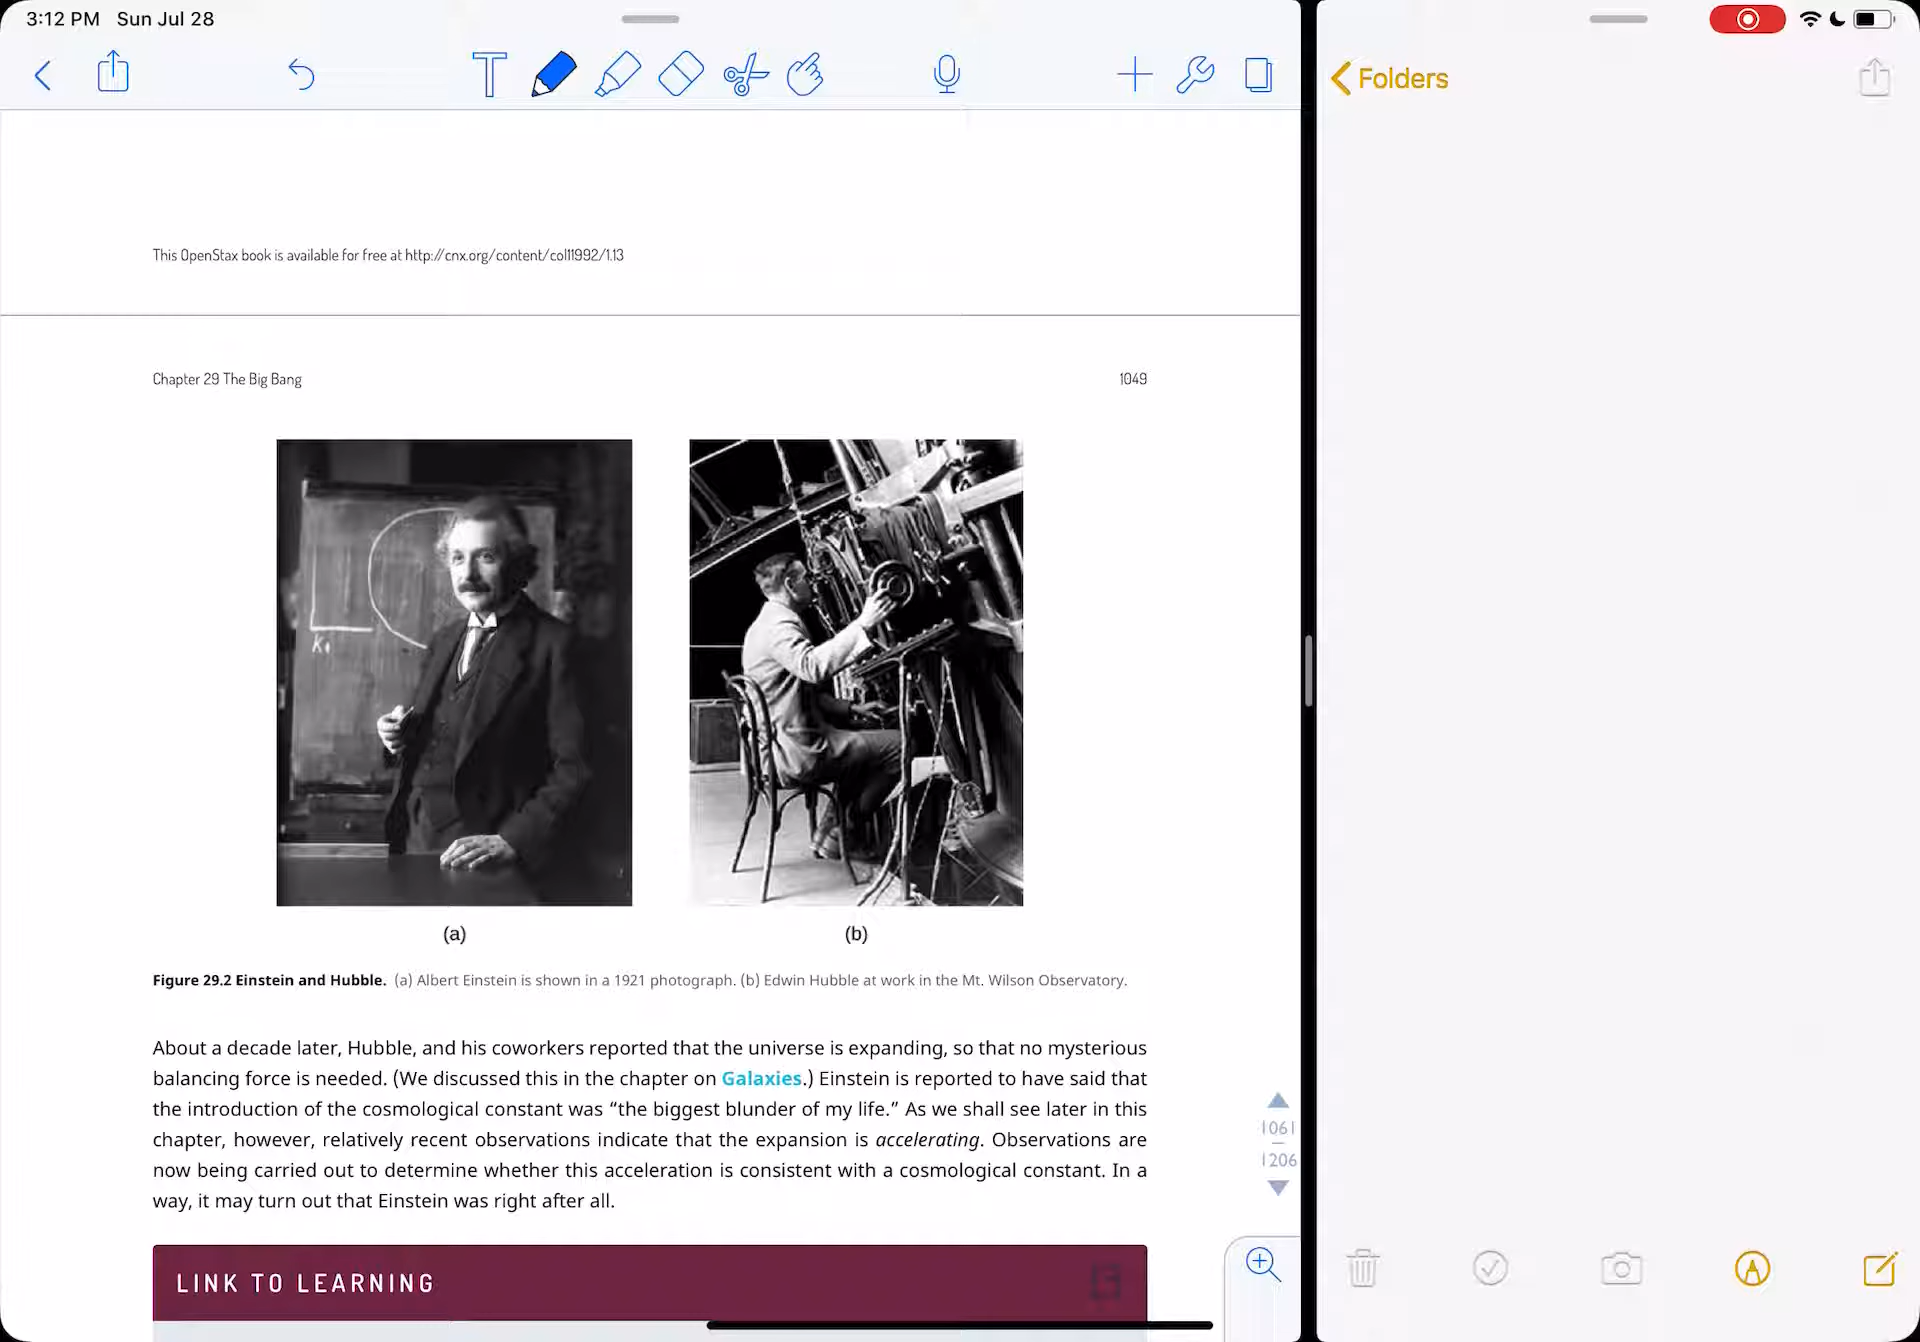 3:12 PM Sun Jul 28
Folders
This OpenStax book is available for free at http://cnx.org/content/col11992/1.13
Chapter 29 The Big Bang
1049
K₁
(a)
(b)
Figure 29.2 Einstein and Hubble. (a) Albert Einstein is shown in a 1921 photograph. (b) Edwin Hubble at work in the Mt. Wilson Observatory.
About a decade later, Hubble, and his coworkers reported that the universe is expanding, so that no mysterious
balancing force is needed. (We discussed this in the chapter on Galaxies.) Einstein is reported to have said that
the introduction of the cosmological constant was “the biggest blunder of my life.” As we shall see later in this
chapter, however, relatively recent observations indicate that the expansion is accelerating. Observations are
now being carried out to determine whether this acceleration is consistent with a cosmological constant. In a
way, it may turn out that Einstein was right after all.
1061
1206
LINK TO LEARNING